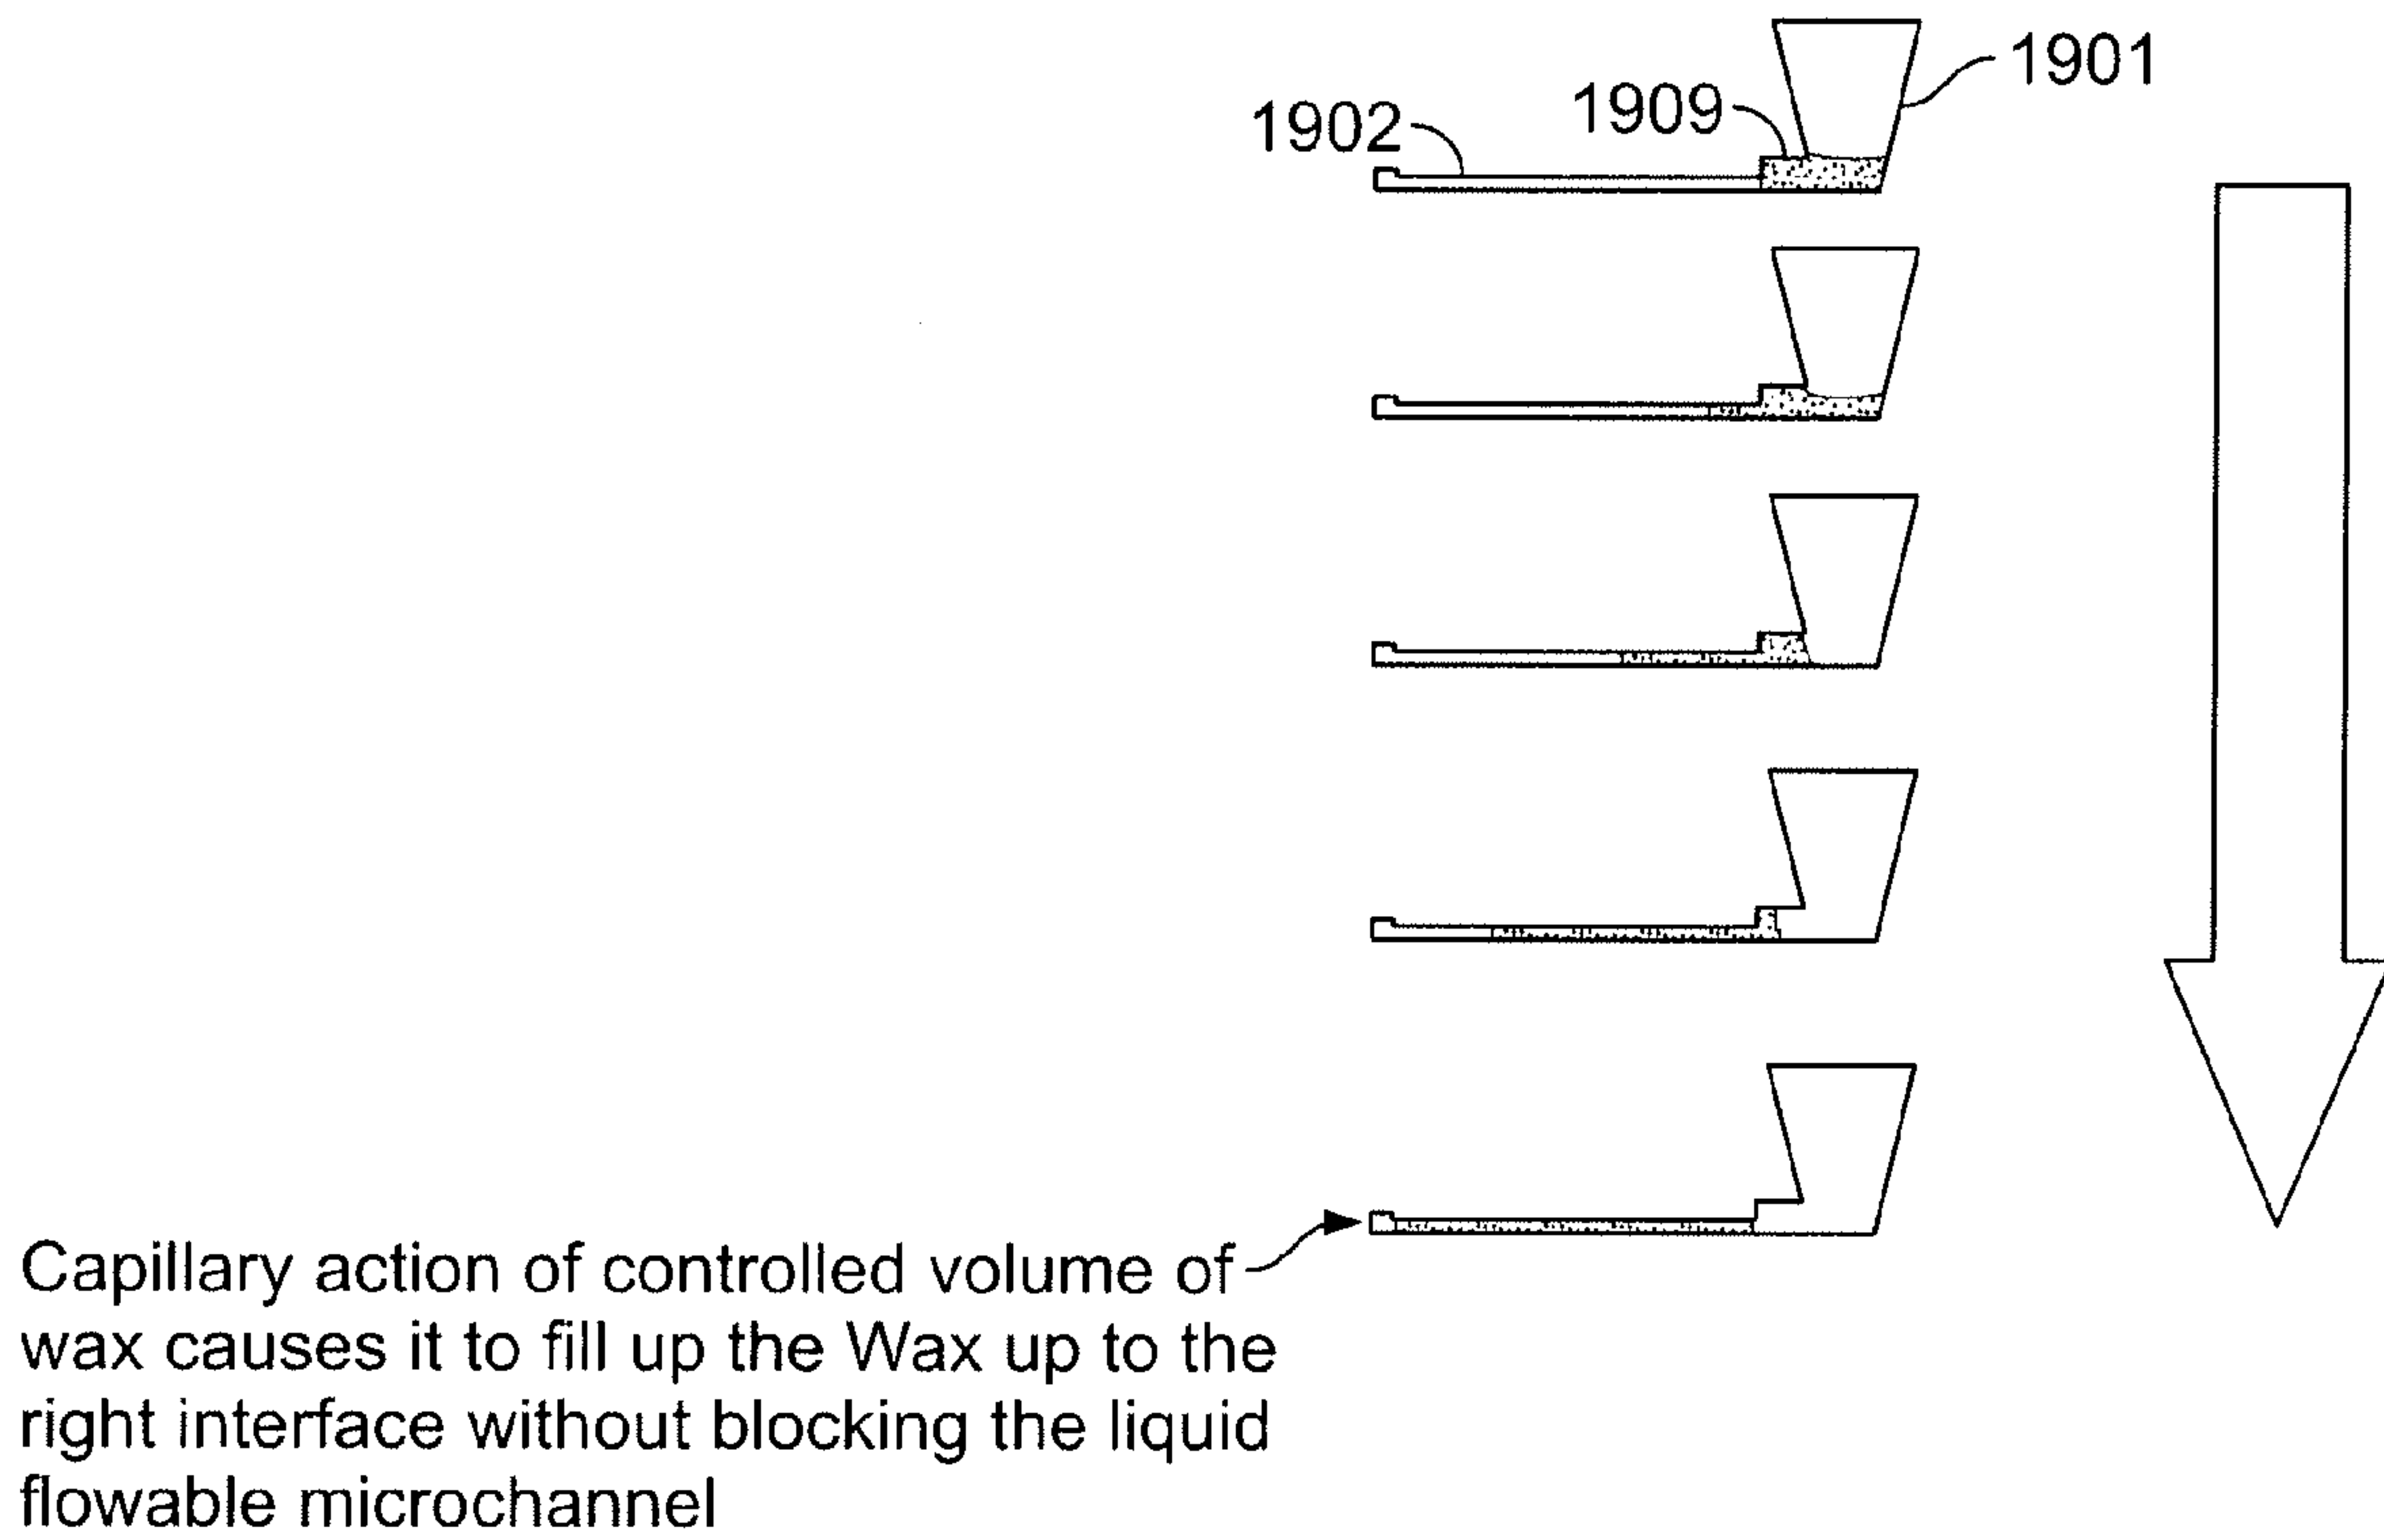 1901
1909
1902
Capillary action of controlled volume of
wax causes it to fill up the Wax up to the
right interface without blocking the liquid
flowable microchannel